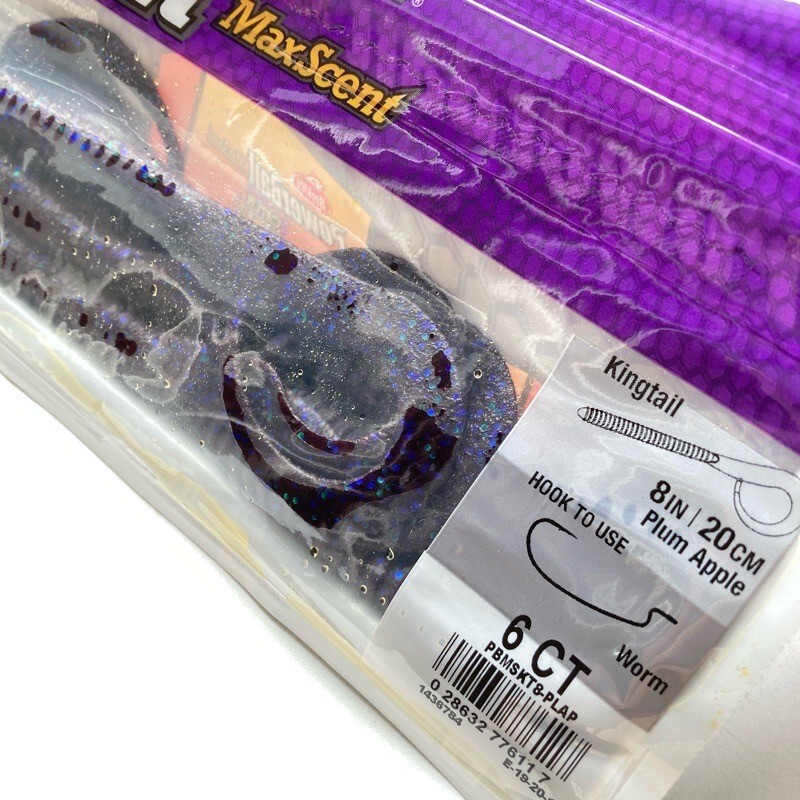 MaxScent
Berkley
PowerBait
Kingtail
8IN | 20CM
Plum Apple
HOOK TO USE
Worm
6 CT
PBMSKT8-PLAP
0 28632 77611 7
1436784